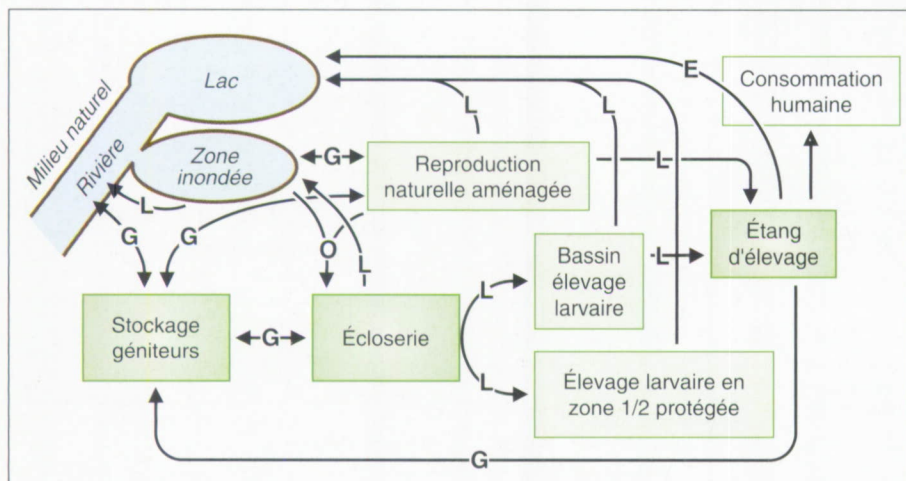 E
Consommation
humaine
Lac
Milieu naturel
Rivière
L
L
Zone
inondée
G
Reproduction
naturelle aménagée
L
L
G
G
O
L
Étang
d'élevage
Bassin
élevage
larvaire
L
L
Stockage
géniteurs
G
Écloserie
L
Élevage larvaire en
zone 1/2 protégée
G